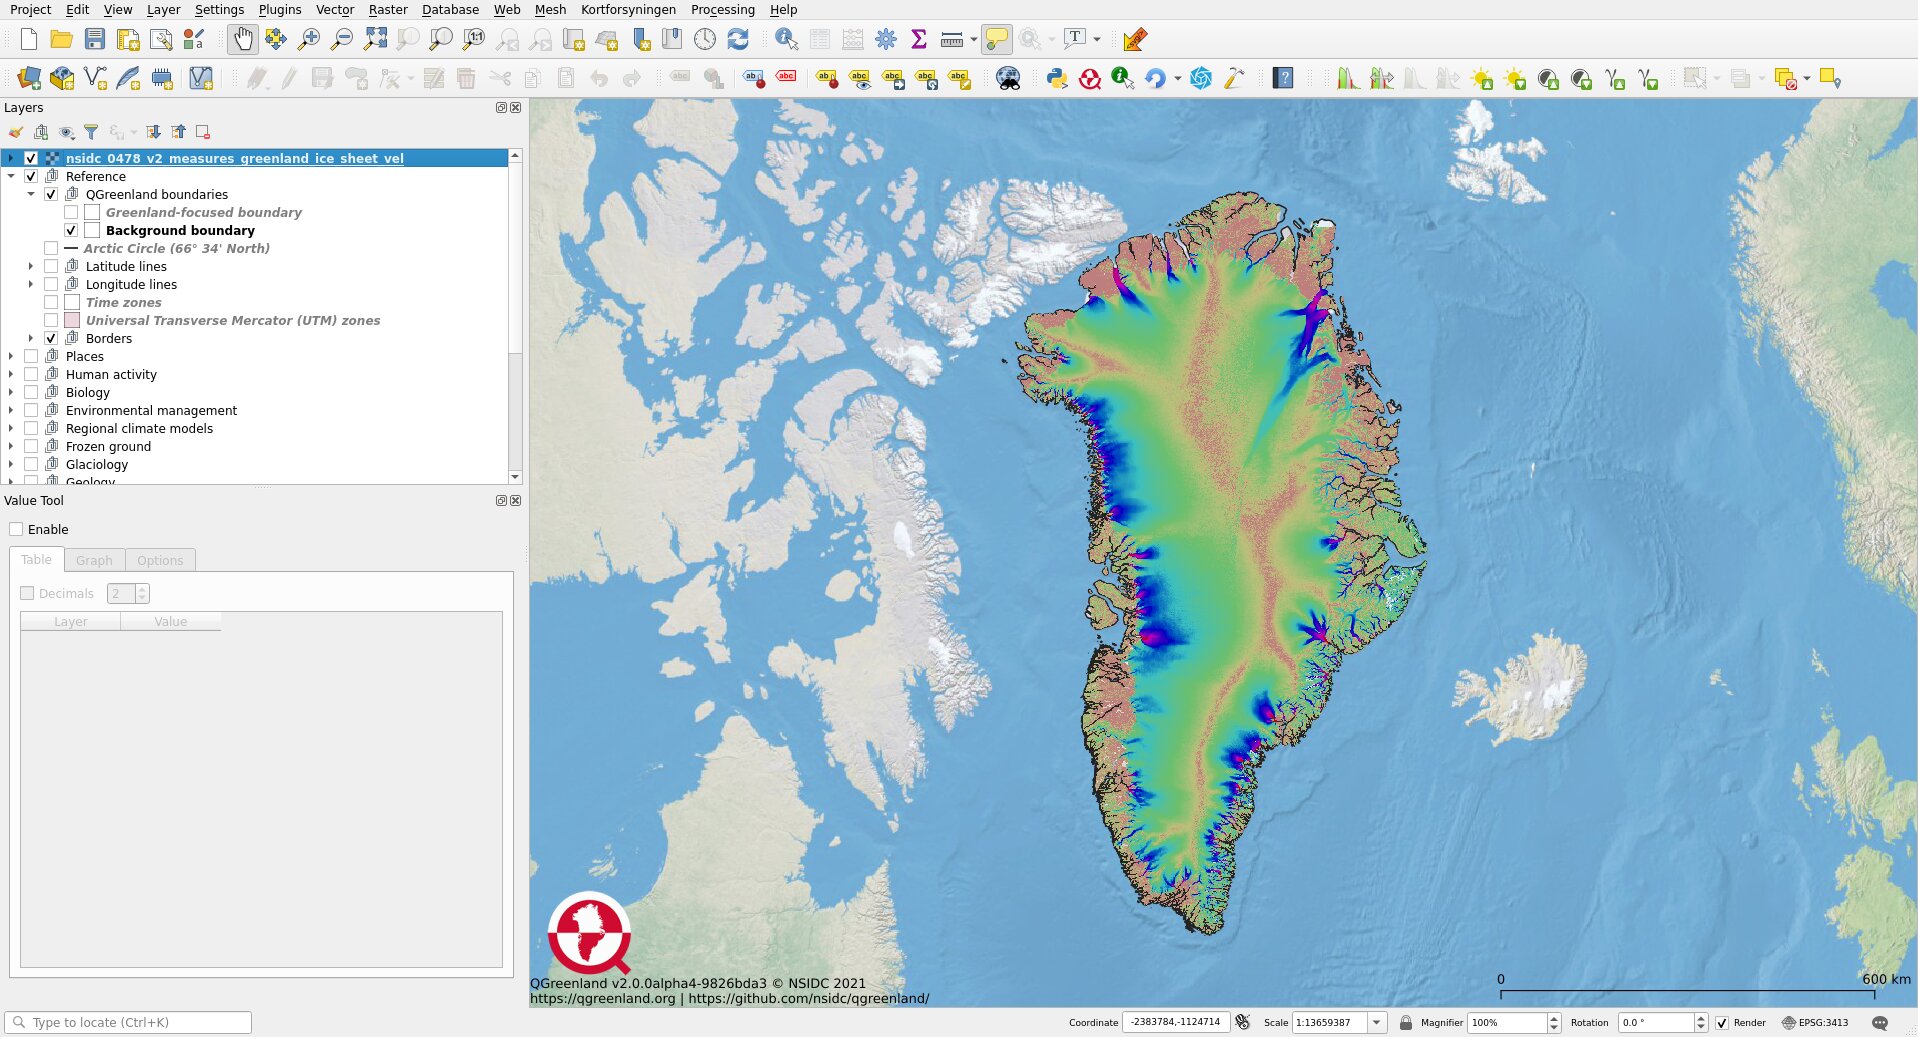 Project Edit View Layer Settings Plugins Vector Raster Database Web Mesh Kortforsyningen Processing Help
Layers
nsidc_0478_v2_measures_greenland_ice_sheet_vel
Reference
QGreenland boundaries
Greenland-focused boundary
Background boundary
Arctic Circle (66° 34' North)
Latitude lines
Longitude lines
Time zones
Universal Transverse Mercator (UTM) zones
Borders
Places
Human activity
Biology
Environmental management
Regional climate models
Frozen ground
Glaciology
Geology
Value Tool
Enable
Table Graph Options
Decimals 2
Layer Value
QGreenland v2.0.0alpha4-9826bda3 © NSIDC 2021
https://qgreenland.org | https://github.com/nsidc/qgreenland/
0 600 km
Type to locate (Ctrl+K)
Coordinate -2383784,-1124714 Scale 1:13659387 Magnifier 100% Rotation 0.0 ° Render EPSG:3413